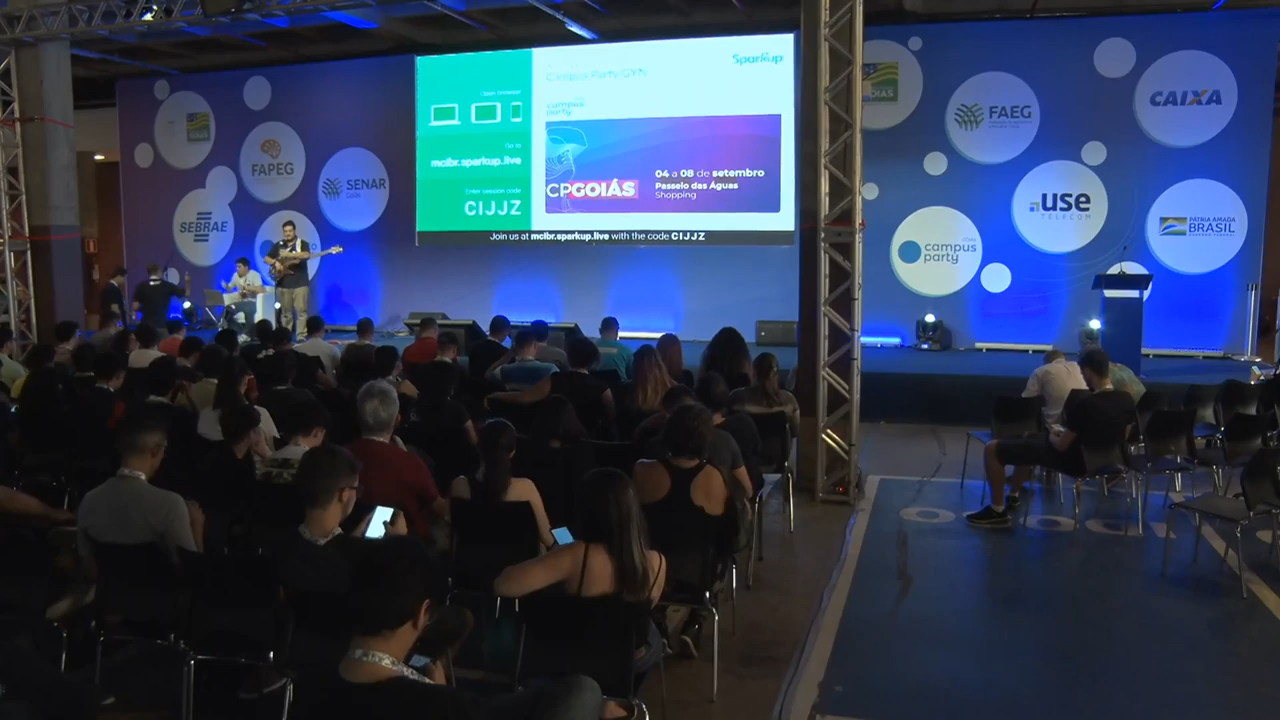 Sparkup
Campus Party GYN
Open browser
campus
party
Go to
mcibr.sparkup.live
Enter session code
CIJJZ
CPGOIÁS
04 a 08 de setembro
Passeio das Águas
Shopping
Join us at mcibr.sparkup.live with the code CIJJZ
FAPEG
SENAR
SEBRAE
GOIÁS
FAEG
CAIXA
.use
TELECOM
campus
party
PÁTRIA AMADA
BRASIL